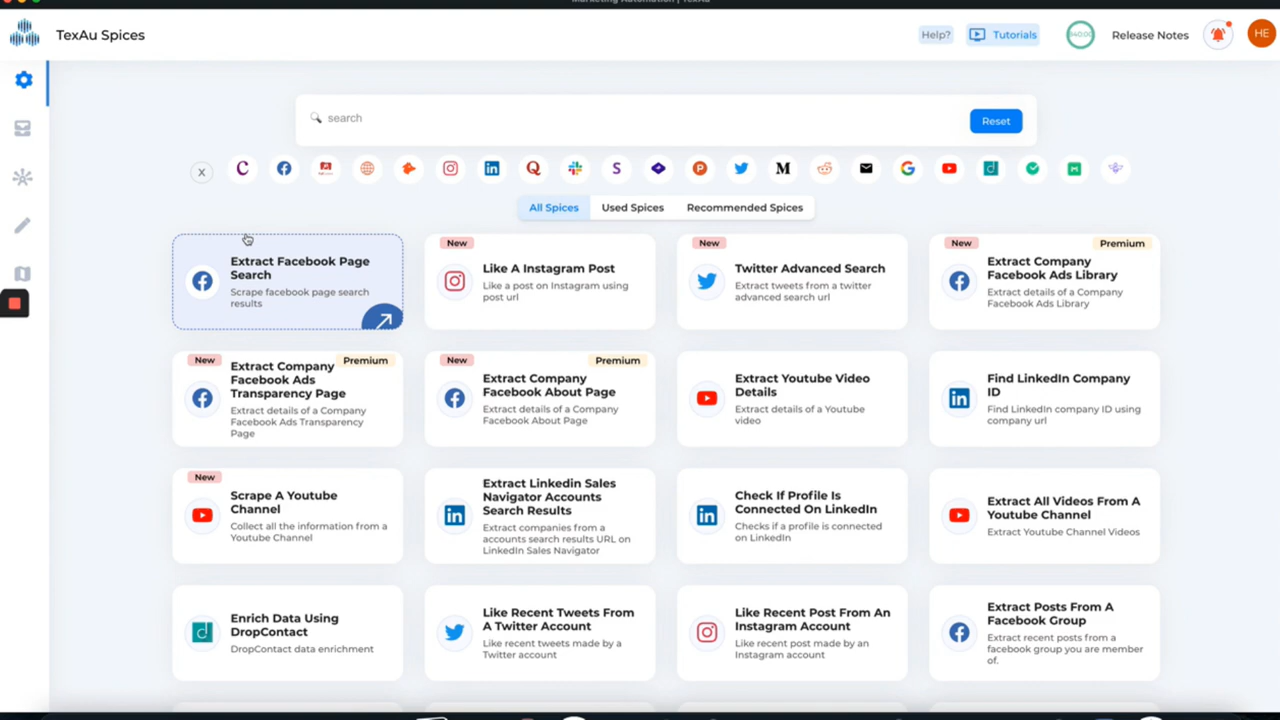 TexAu Spices
Help?
Tutorials
Release Notes
HE
search
Reset
X
All Spices
Used Spices
Recommended Spices
Extract Facebook Page
Search
Scrape facebook page search
results
New
Like A Instagram Post
Like a post on Instagram using
post url
New
Twitter Advanced Search
Extract tweets from a twitter
advanced search url
New
Premium
Extract Company
Facebook Ads Library
Extract details of a Company
Facebook Ads Library
New
Premium
Extract Company
Facebook Ads
Transparency Page
Extract details of a Company
Facebook Ads Transparency
Page
New
Premium
Extract Company
Facebook About Page
Extract details of a Company
Facebook About Page
Extract Youtube Video
Details
Extract details of a Youtube
video
Find LinkedIn Company
ID
Find LinkedIn company ID using
company url
New
Scrape A Youtube
Channel
Collect all the information from a
Youtube Channel
Extract Linkedin Sales
Navigator Accounts
Search Results
Extract companies from a
accounts search results URL on
LinkedIn Sales Navigator
Check If Profile Is
Connected On LinkedIn
Checks if a profile is connected
on LinkedIn
Extract All Videos From A
Youtube Channel
Extract Youtube Channel Videos
Enrich Data Using
DropContact
DropContact data enrichment
Like Recent Tweets From
A Twitter Account
Like recent tweets made by a
Twitter account
Like Recent Post From An
Instagram Account
Like recent post made by an
Instagram account
Extract Posts From A
Facebook Group
Extract recent posts from a
facebook group you are member
of.